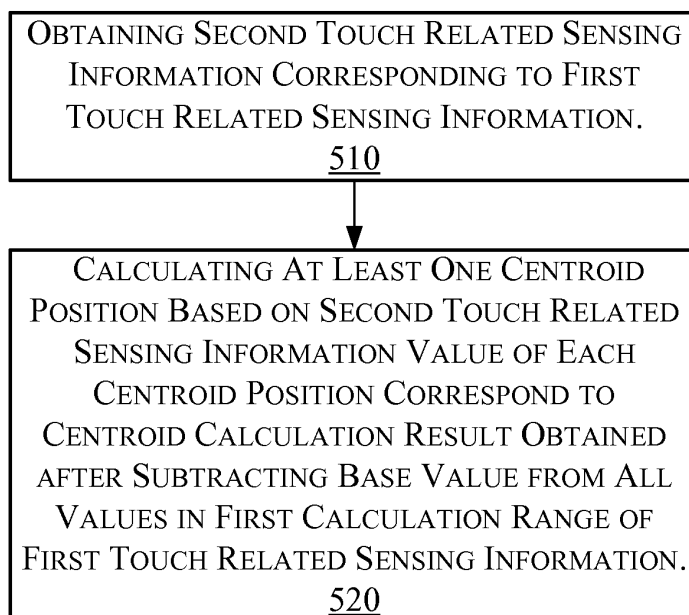 OBTAINING SECOND TOUCH RELATED SENSING
INFORMATION CORRESPONDING TO FIRST
TOUCH RELATED SENSING INFORMATION.
510
CALCULATING AT LEAST ONE CENTROID
POSITION BASED ON SECOND TOUCH RELATED
SENSING INFORMATION VALUE OF EACH
CENTROID POSITION CORRESPOND TO
CENTROID CALCULATION RESULT OBTAINED
AFTER SUBTRACTING BASE VALUE FROM ALL
VALUES IN FIRST CALCULATION RANGE OF
FIRST TOUCH RELATED SENSING INFORMATION.
520